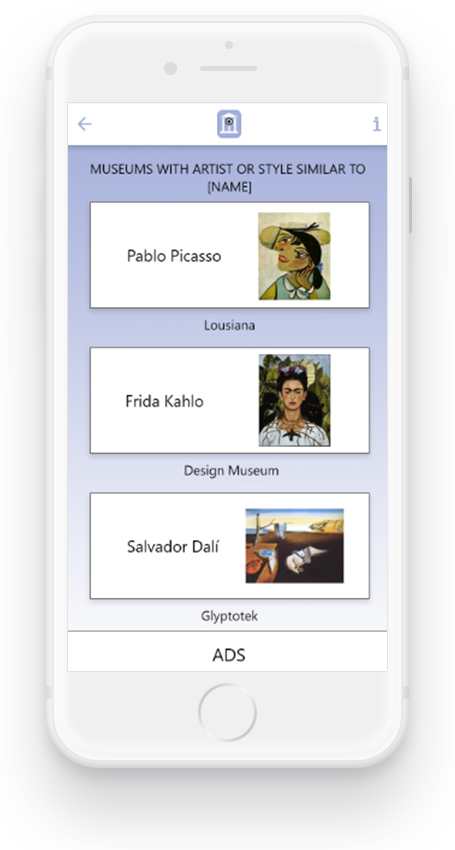 MUSEUMS WITH ARTIST OR STYLE SIMILAR TO
[NAME]
Pablo Picasso
Lousiana
Frida Kahlo
Design Museum
Salvador Dalí
Glyptotek
ADS